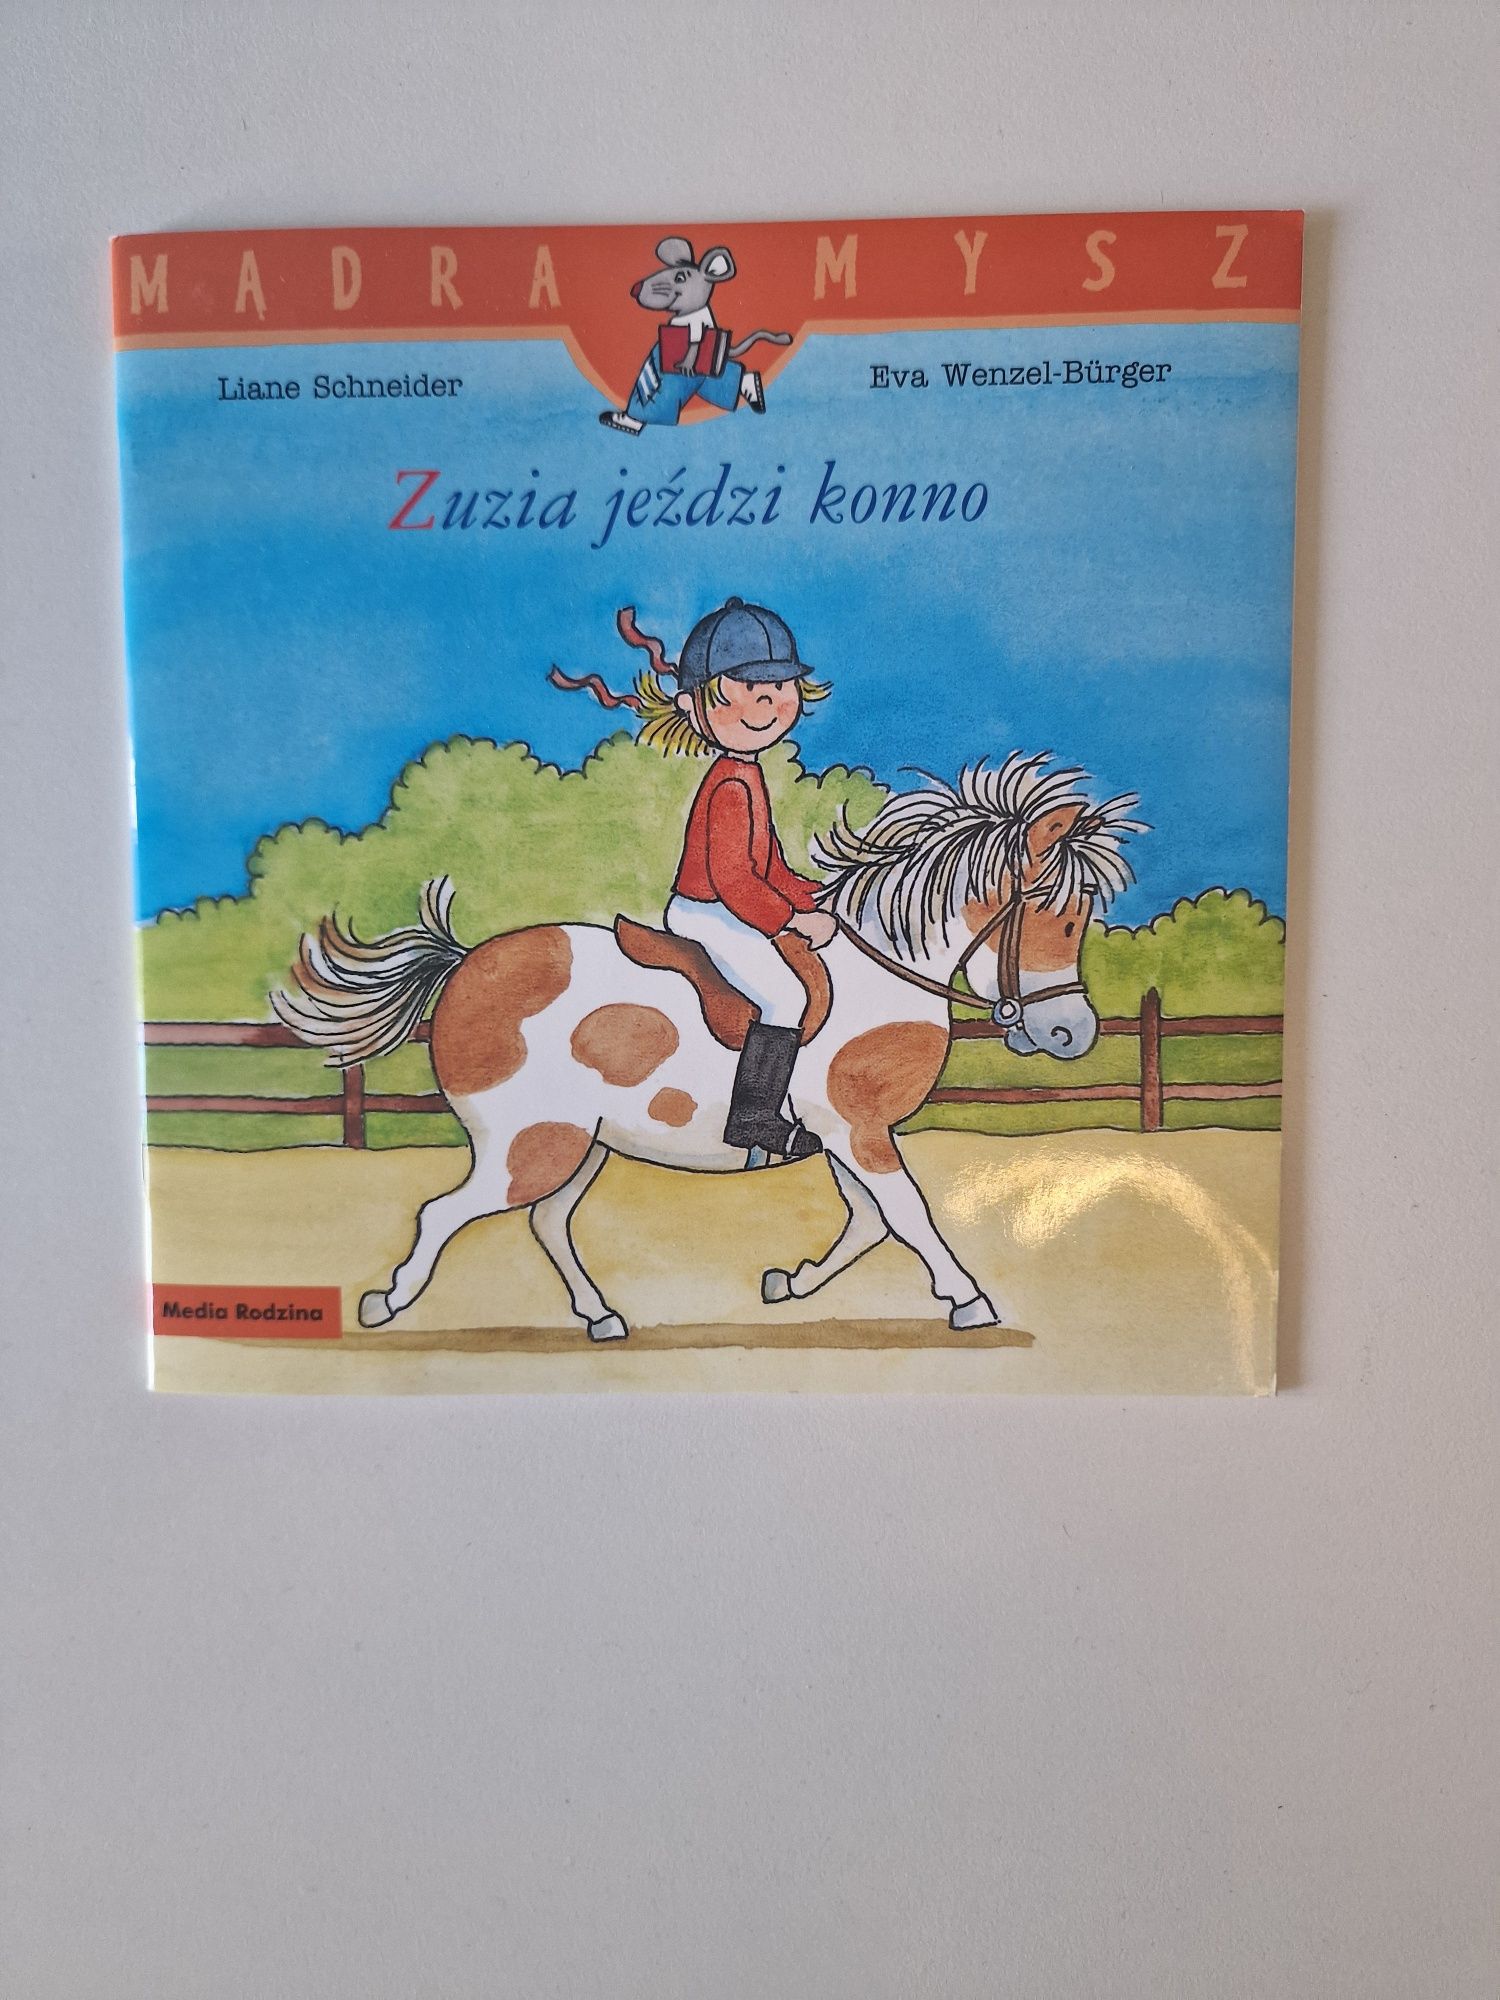 MĄDRA MYSZ
Liane Schneider
Eva Wenzel-Bürger
Zuzia jeździ konno
Media Rodzina